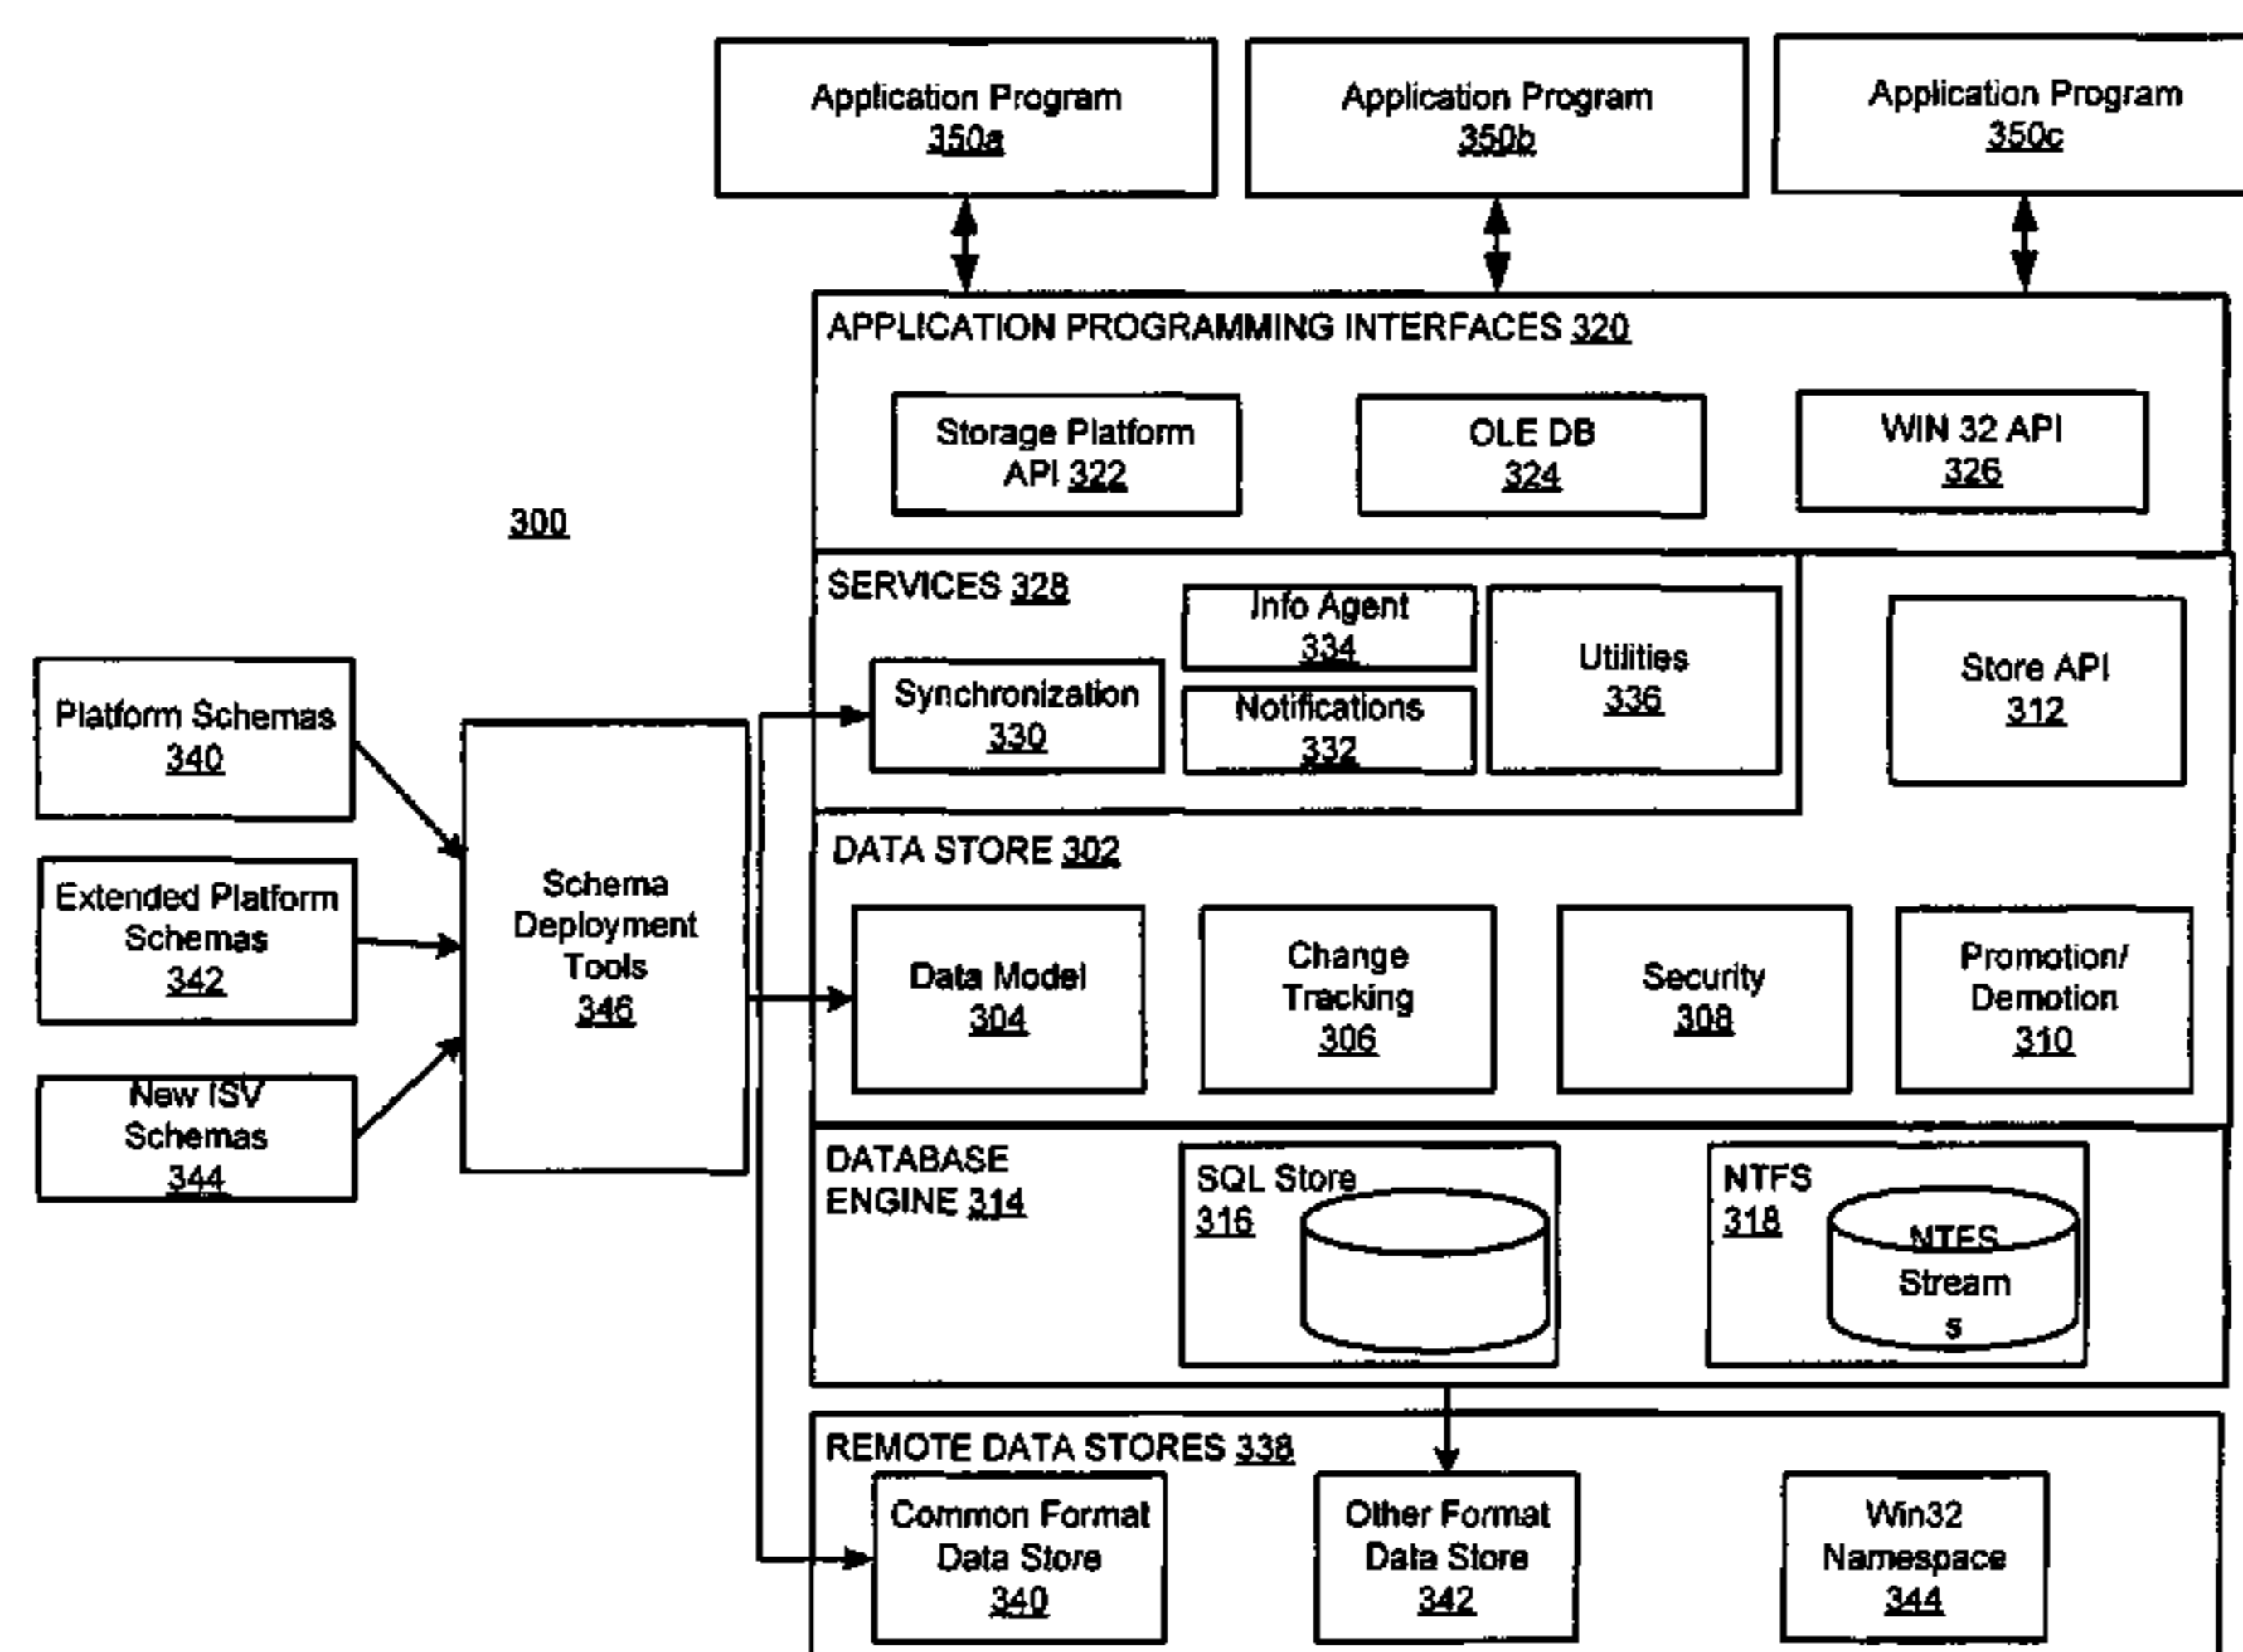 Application Program
350a
Application Program
350b
Application Program
350c
APPLICATION PROGRAMMING INTERFACES 320
Storage Platform
API 322
OLE DB
324
WIN 32 API
326
300
SERVICES 328
Info Agent
334
Synchronization
330
Notifications
332
Utilities
336
Store API
312
Platform Schemas
340
Extended Platform
Schemas
342
New ISV
Schemas
344
Schema
Deployment
Tools
346
DATA STORE 302
Data Model
304
Change
Tracking
306
Security
308
Promotion/
Demotion
310
DATABASE
ENGINE 314
SQL Store
316
NTFS
318
NTFS
Stream
s
REMOTE DATA STORES 338
Common Format
Data Store
340
Other Format
Data Store
342
Win32
Namespace
344